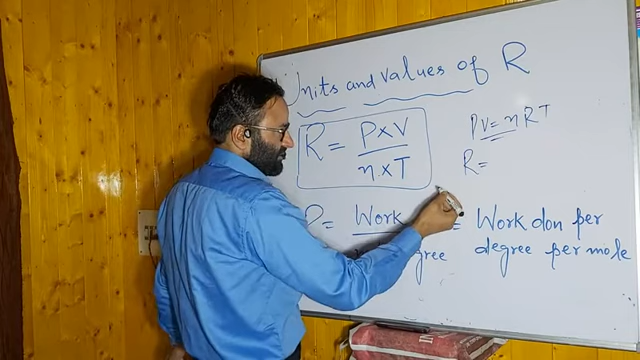 Units and values of R
R = P×V / n×T
PV = nRT
R =
R = Work = Work don per
degree per mole